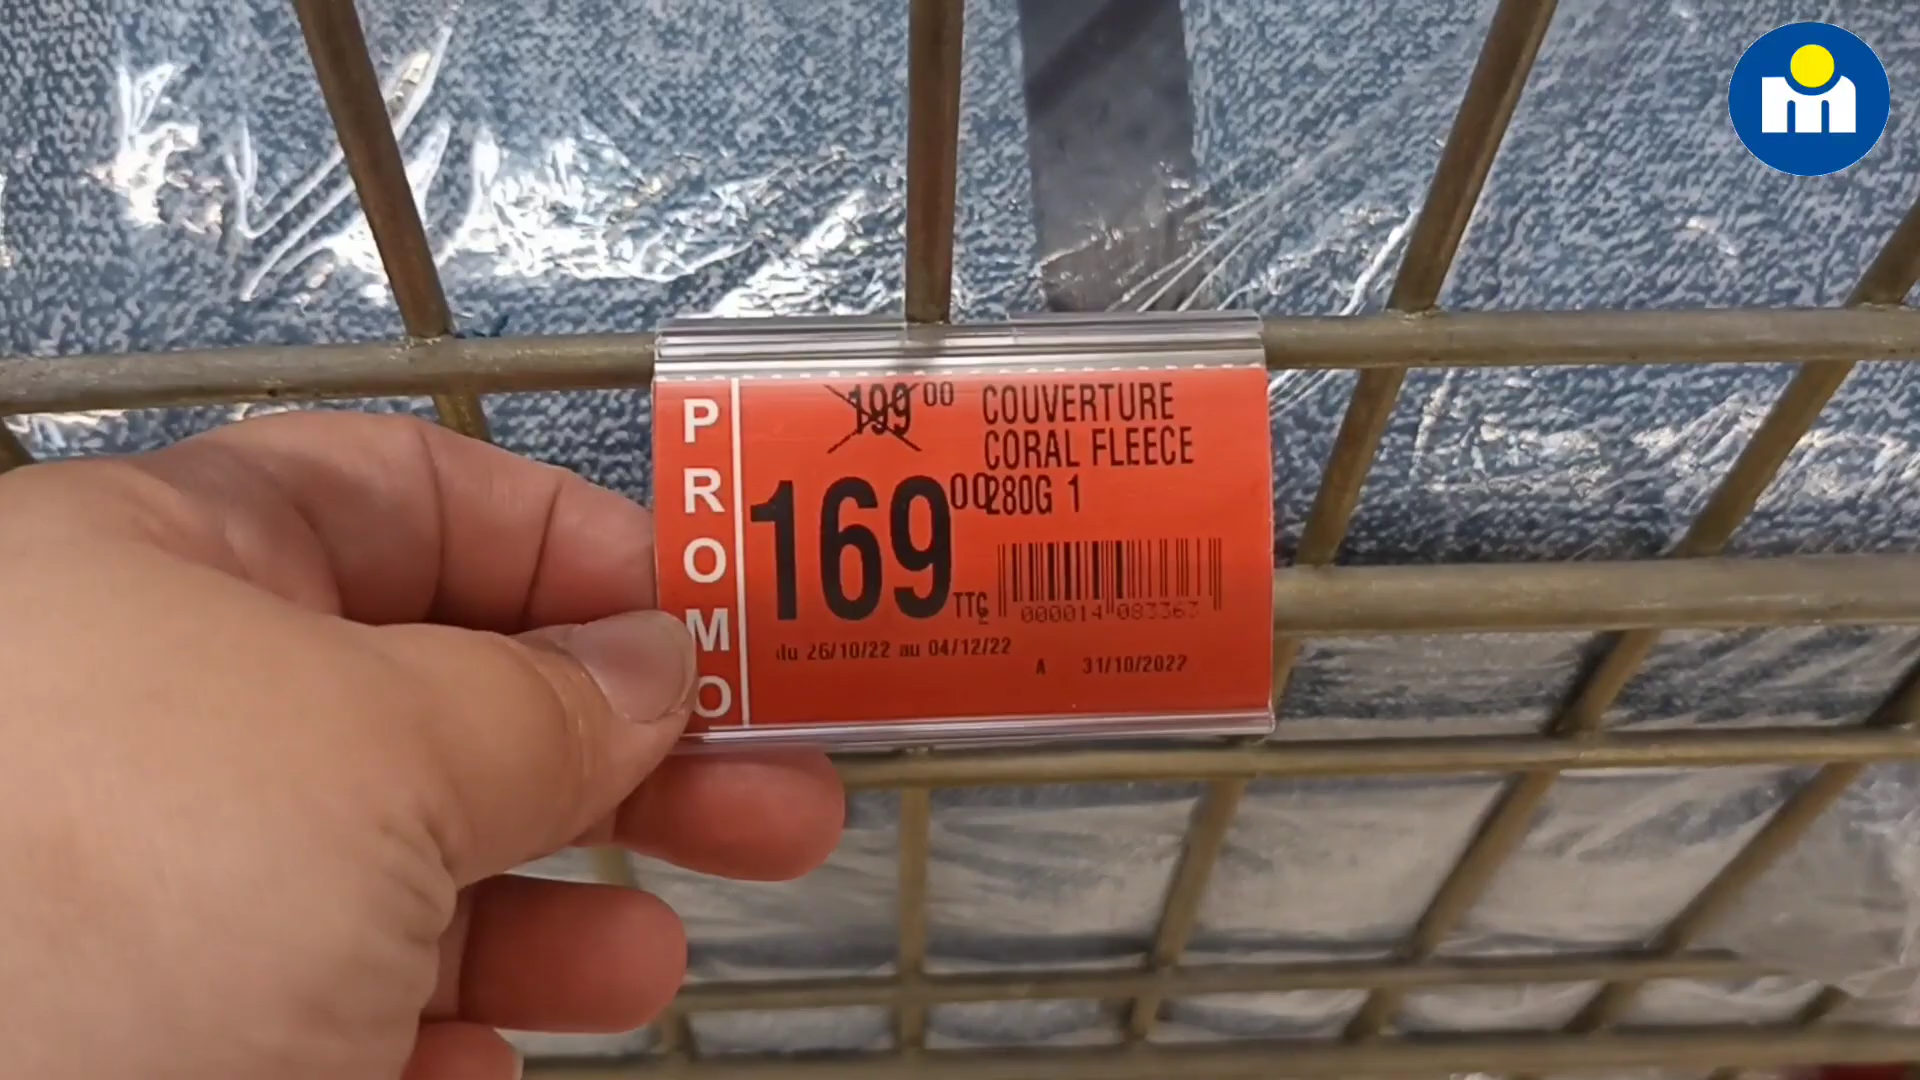 PROMO
199 00
COUVERTURE
CORAL FLEECE
280G 1
169 00 TTC
000014 083363
du 26/10/22 au 04/12/22
A 31/10/2022
m